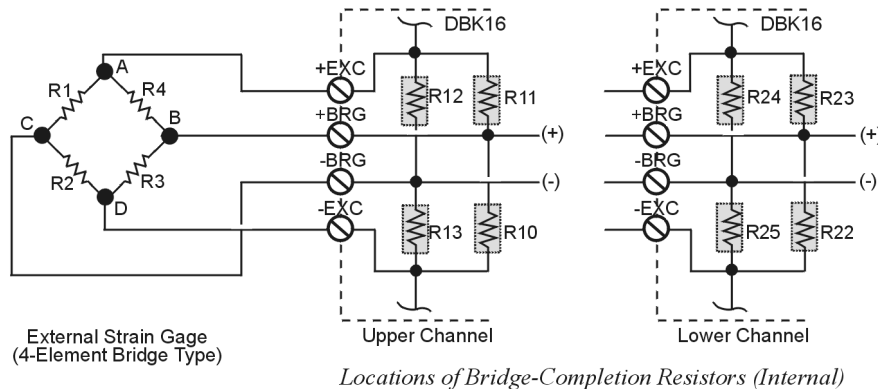 DBK16
DBK16
A
+EXC
+EXC
R1
R4
R12
R11
R24
R23
C
B
+BRG
+BRG
(+)
(+)
-BRG
-BRG
R2
R3
(-)
(-)
D
-EXC
-EXC
R13
R10
R25
R22
External Strain Gage
(4-Element Bridge Type)
Upper Channel
Lower Channel
Locations of Bridge-Completion Resistors (Internal)